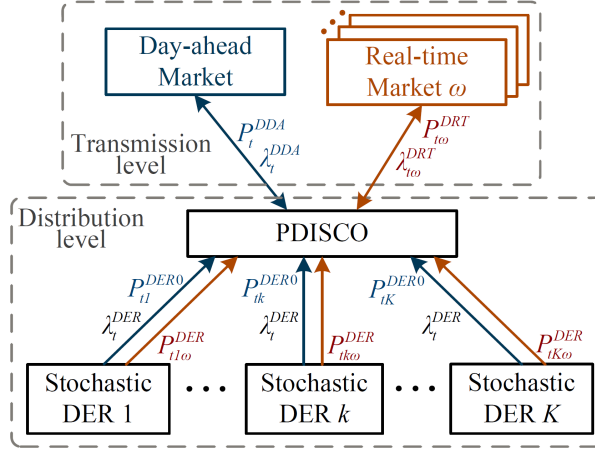 Day-ahead
Market
Real-time
Market ω
Transmission
level
P_t^{DDA}
λ_t^{DDA}
P_{tω}^{DRT}
λ_{tω}^{DRT}
Distribution
level
PDISCO
P_{t1}^{DER0}
λ_t^{DER}
P_{t1ω}^{DER}
P_{tk}^{DER0}
λ_t^{DER}
P_{tkω}^{DER}
P_{tK}^{DER0}
λ_t^{DER}
P_{tKω}^{DER}
Stochastic
DER 1
Stochastic
DER k
Stochastic
DER K